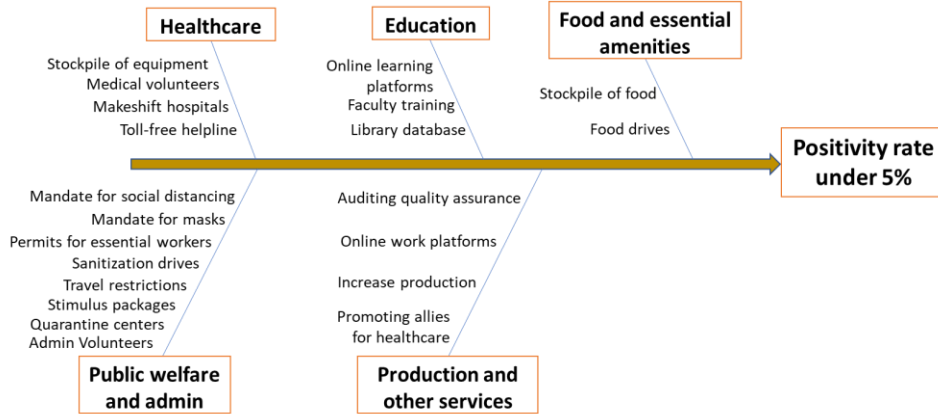 Healthcare
Stockpile of equipment
Medical volunteers
Makeshift hospitals
Toll-free helpline
Education
Online learning
platforms
Faculty training
Library database
Food and essential
amenities
Stockpile of food
Food drives
Positivity rate
under 5%
Mandate for social distancing
Mandate for masks
Permits for essential workers
Sanitization drives
Travel restrictions
Stimulus packages
Quarantine centers
Admin Volunteers
Public welfare
and admin
Auditing quality assurance
Online work platforms
Increase production
Promoting allies
for healthcare
Production and
other services